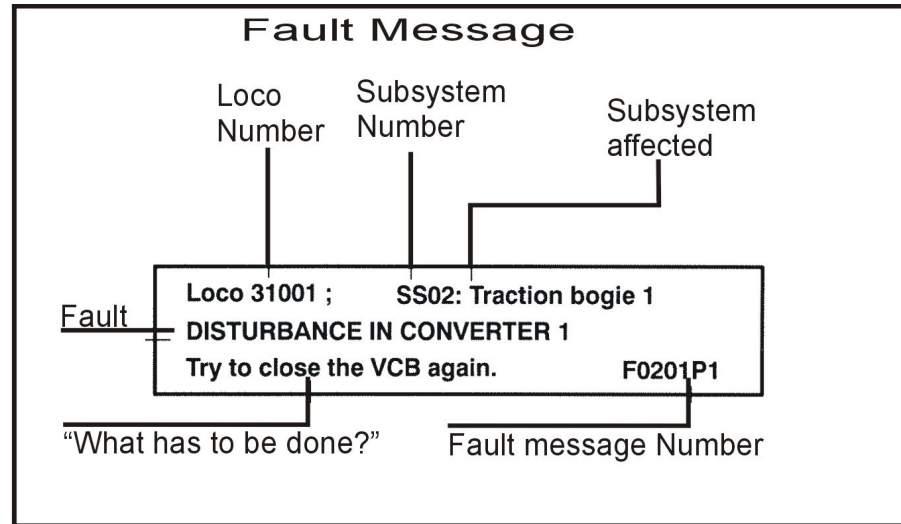 Fault Message
Loco
Number
Subsystem
Number
Subsystem
affected
Loco 31001 ; SS02: Traction bogie 1
Fault
DISTURBANCE IN CONVERTER 1
Try to close the VCB again. F0201P1
“What has to be done?”
Fault message Number